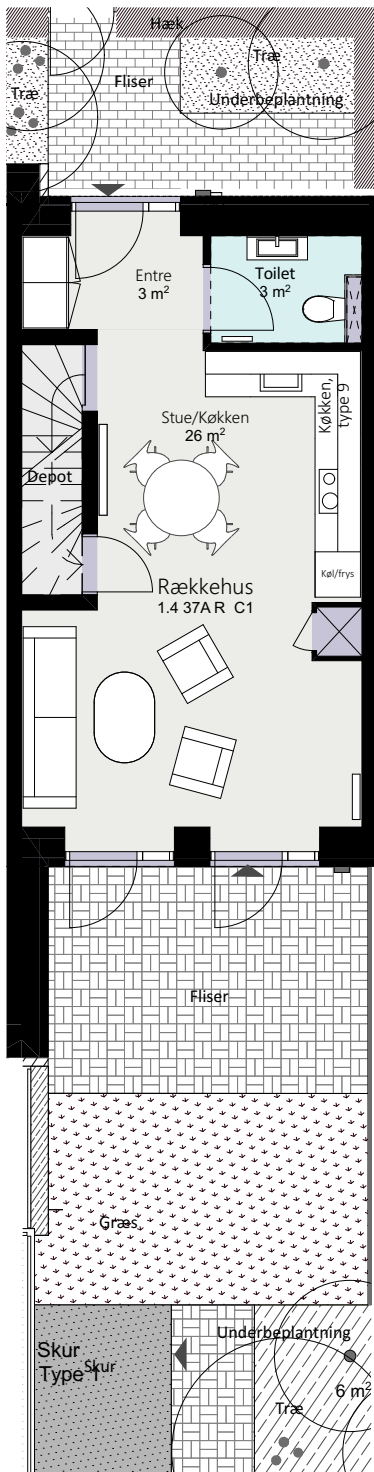 Hæk
Træ
Fliser
Træ
Underbeplantning
Entre
3 m²
Toilet
3 m²
Køkken,
type 9
Stue/Køkken
26 m²
Depot
Køl/frys
Rækkehus
1.4 37A R C1
Fliser
Græs
Underbeplantning
Skur
Skur
Type 1
6 m²
Træ